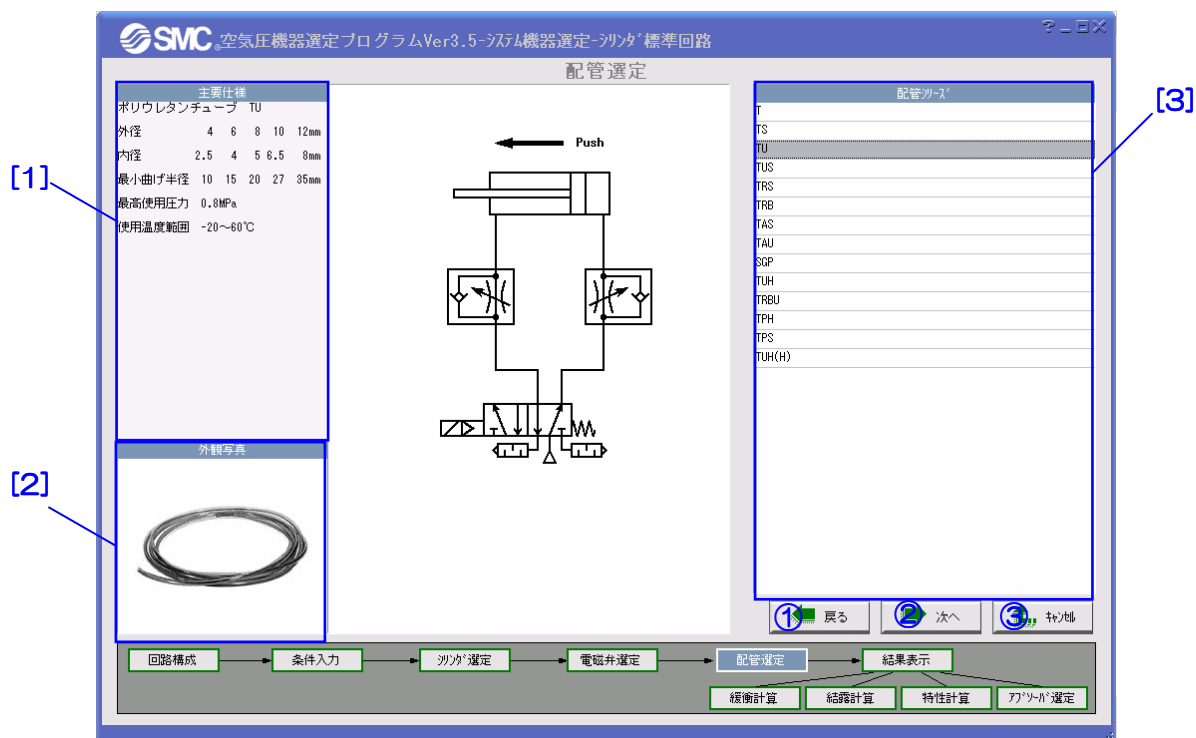 SMC 空気圧機器選定プログラムVer3.5-ｼｽﾃﾑ機器選定-ｼﾘﾝﾀﾞ標準回路
配管選定
[1]
主要仕様
ポリウレタンチューブ TU
外径 4 6 8 10 12mm
内径 2.5 4 5 6.5 8mm
最小曲げ半径 10 15 20 27 35mm
最高使用圧力 0.8MPa
使用温度範囲 -20～60℃
[2]
外観写真
Push
[3]
配管ｼﾘｰｽﾞ
T
TS
TU
TUS
TRS
TRB
TAS
TAU
SGP
TUH
TRBU
TPH
TPS
TUH(H)
① 戻る ② 次へ ③ ｷｬﾝｾﾙ
回路構成 条件入力 ｼﾘﾝﾀﾞ選定 電磁弁選定 配管選定 結果表示
緩衝計算 結露計算 特性計算 ｱﾌﾞｿｰﾊﾞ選定